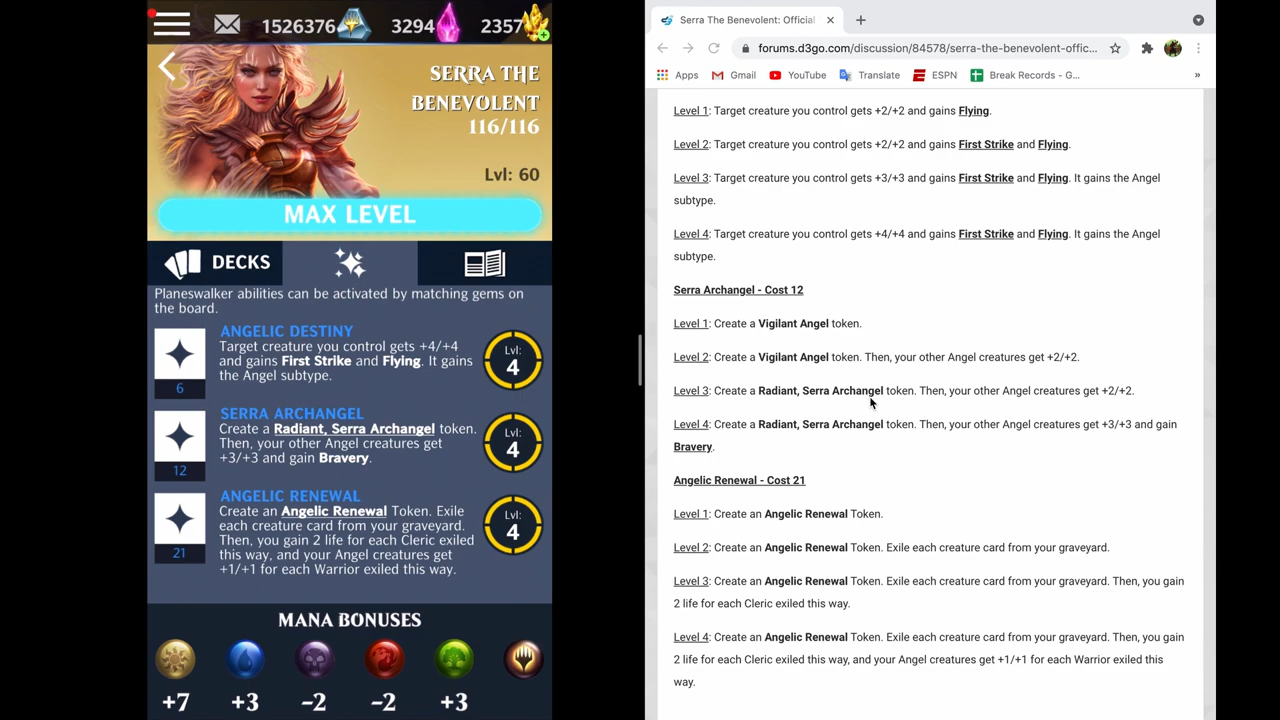 1526376
3294
2357
SERRA THE
BENEVOLENT
116/116
Lvl: 60
MAX LEVEL
DECKS
Planeswalker abilities can be activated by matching gems on
the board.
ANGELIC DESTINY
Target creature you control gets +4/+4
and gains First Strike and Flying. It gains
the Angel subtype.
6
Lvl:
4
SERRA ARCHANGEL
Create a Radiant, Serra Archangel token.
Then, your other Angel creatures get
+3/+3 and gain Bravery.
12
Lvl:
4
ANGELIC RENEWAL
Create an Angelic Renewal Token. Exile
each creature card from your graveyard.
Then, you gain 2 life for each Cleric exiled
this way, and your Angel creatures get
+1/+1 for each Warrior exiled this way.
21
Lvl:
4
MANA BONUSES
+7 +3 -2 -2 +3
Serra The Benevolent: Official
forums.d3go.com/discussion/84578/serra-the-benevolent-offic...
Apps Gmail YouTube Translate ESPN Break Records - G... »
Level 1: Target creature you control gets +2/+2 and gains Flying.
Level 2: Target creature you control gets +2/+2 and gains First Strike and Flying.
Level 3: Target creature you control gets +3/+3 and gains First Strike and Flying. It gains the Angel
subtype.
Level 4: Target creature you control gets +4/+4 and gains First Strike and Flying. It gains the Angel
subtype.
Serra Archangel - Cost 12
Level 1: Create a Vigilant Angel token.
Level 2: Create a Vigilant Angel token. Then, your other Angel creatures get +2/+2.
Level 3: Create a Radiant, Serra Archangel token. Then, your other Angel creatures get +2/+2.
Level 4: Create a Radiant, Serra Archangel token. Then, your other Angel creatures get +3/+3 and gain
Bravery.
Angelic Renewal - Cost 21
Level 1: Create an Angelic Renewal Token.
Level 2: Create an Angelic Renewal Token. Exile each creature card from your graveyard.
Level 3: Create an Angelic Renewal Token. Exile each creature card from your graveyard. Then, you gain
2 life for each Cleric exiled this way.
Level 4: Create an Angelic Renewal Token. Exile each creature card from your graveyard. Then, you gain
2 life for each Cleric exiled this way, and your Angel creatures get +1/+1 for each Warrior exiled this
way.